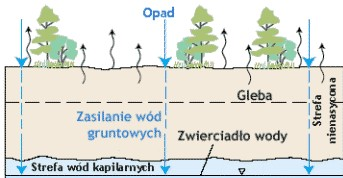 Opad
Gleba
Zasilanie wód
gruntowych
Strefa
nienasycona
Zwierciadło wody
Strefa wód kapilarnych